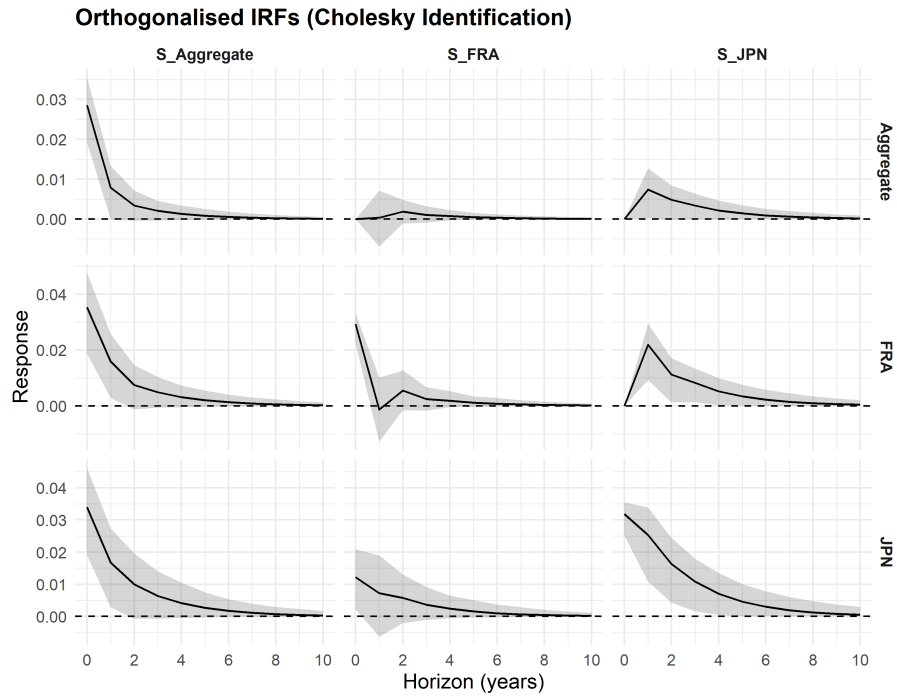 Orthogonalised IRFs (Cholesky Identification)
S_Aggregate S_FRA S_JPN
0.03
0.02
0.01
0.00
Aggregate
0.04
0.02
0.00
FRA
0.04
0.03
0.02
0.01
0.00
JPN
Response
0 2 4 6 8 10 0 2 4 6 8 10 0 2 4 6 8 10
Horizon (years)